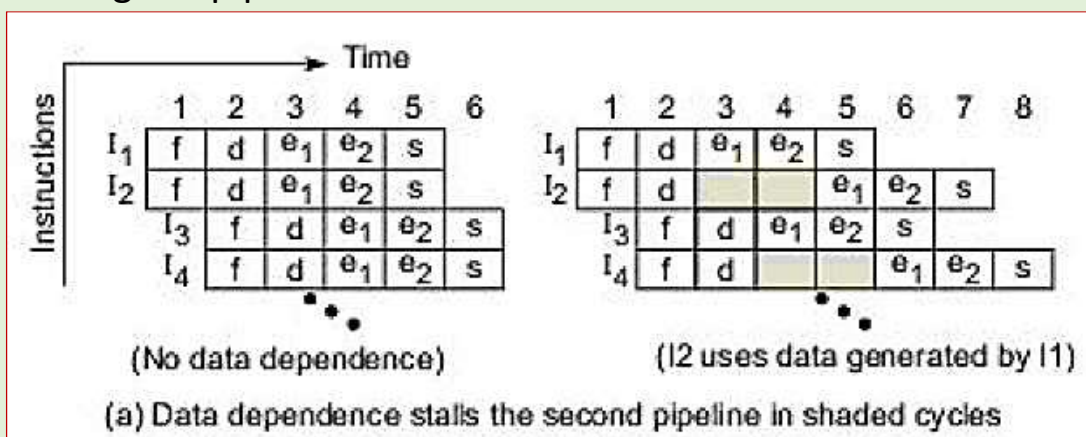 Time
Instructions
1 2 3 4 5 6
I1 f d e1 e2 s
I2 f d e1 e2 s
I3 f d e1 e2 s
I4 f d e1 e2 s
(No data dependence)
1 2 3 4 5 6 7 8
I1 f d e1 e2 s
I2 f d e1 e2 s
I3 f d e1 e2 s
I4 f d e1 e2 s
(I2 uses data generated by I1)
(a) Data dependence stalls the second pipeline in shaded cycles